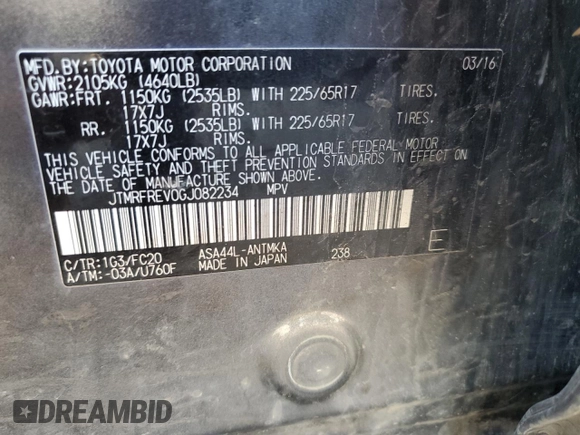 MFD.BY:TOYOTA MOTOR CORPORATION 03/16
GVWR:2105KG (4640LB)
GAWR:FRT. 1150KG (2535LB) WITH 225/65R17 TIRES.
17X7J RIMS.
RR. 1150KG (2535LB) WITH 225/65R17 TIRES.
17X7J RIMS.
THIS VEHICLE CONFORMS TO ALL APPLICABLE FEDERAL MOTOR
VEHICLE SAFETY AND THEFT PREVENTION STANDARDS IN EFFECT ON
THE DATE OF MANUFACTURE SHOWN ABOVE.
JTMRFREV0GJ082234 MPV
C/TR:1G3/FC20 ASA44L-ANTMKA 238 E
A/TM:-03A/U760F MADE IN JAPAN
DREAMBID